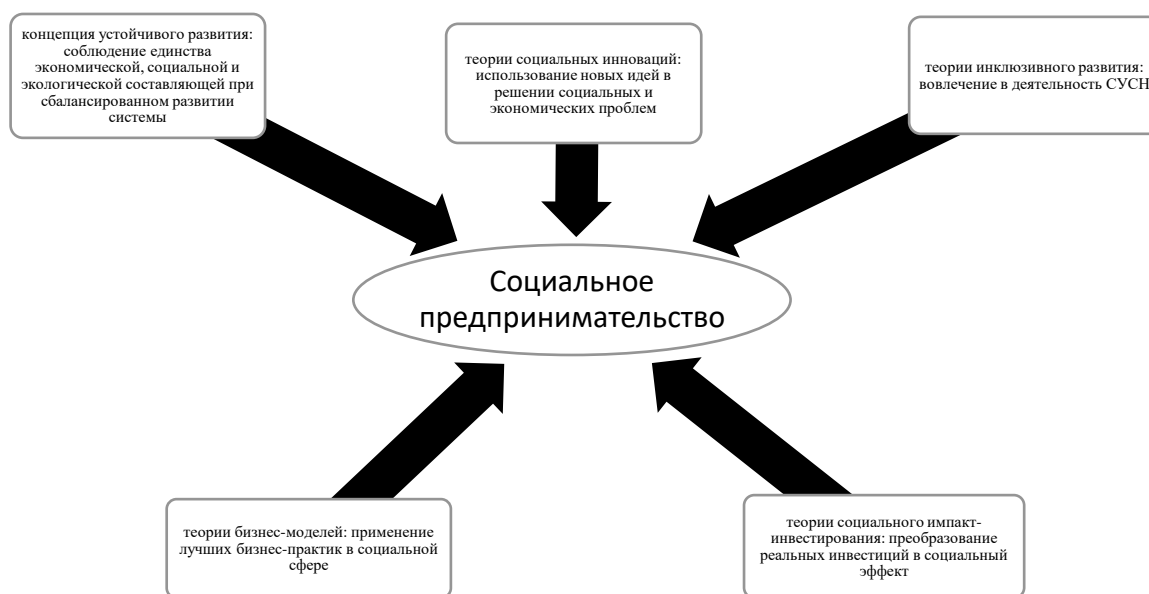 концепция устойчивого развития:
соблюдение единства
экономической, социальной и
экологической составляющей при
сбалансированном развитии
системы
теории социальных инноваций:
использование новых идей в
решении социальных и
экономических проблем
теории инклюзивного развития:
вовлечение в деятельность СУСН
Социальное
предпринимательство
теории бизнес-моделей: применение
лучших бизнес-практик в социальной
сфере
теории социального импакт-
инвестирования: преобразование
реальных инвестиций в социальный
эффект